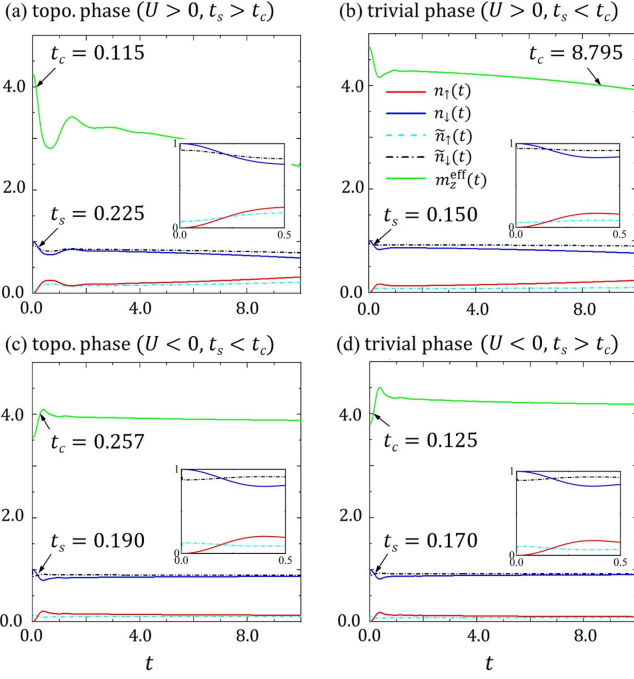 (a) topo. phase (U > 0, t_s > t_c)
(b) trivial phase (U > 0, t_s < t_c)
t_c = 0.115
t_c = 8.795
4.0
4.0
n↑(t)
n↓(t)
ñ↑(t)
ñ↓(t)
m_z^eff(t)
2.0
2.0
1
0
0.0
0.5
1
0
0.0
0.5
t_s = 0.225
t_s = 0.150
0.0
0.0
0.0
4.0
8.0
0.0
4.0
8.0
(c) topo. phase (U < 0, t_s < t_c)
(d) trivial phase (U < 0, t_s > t_c)
4.0
4.0
t_c = 0.257
t_c = 0.125
2.0
2.0
1
0
0.0
0.5
1
0
0.0
0.5
t_s = 0.190
t_s = 0.170
0.0
0.0
0.0
4.0
8.0
0.0
4.0
8.0
t
t